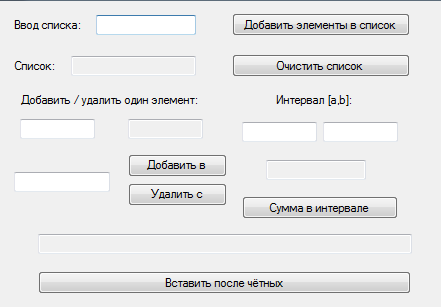 Ввод списка:
Добавить элементы в список
Список:
Очистить список
Добавить / удалить один элемент:
Интервал [a,b]:
Добавить в
Удалить с
Сумма в интервале
Вставить после чётных